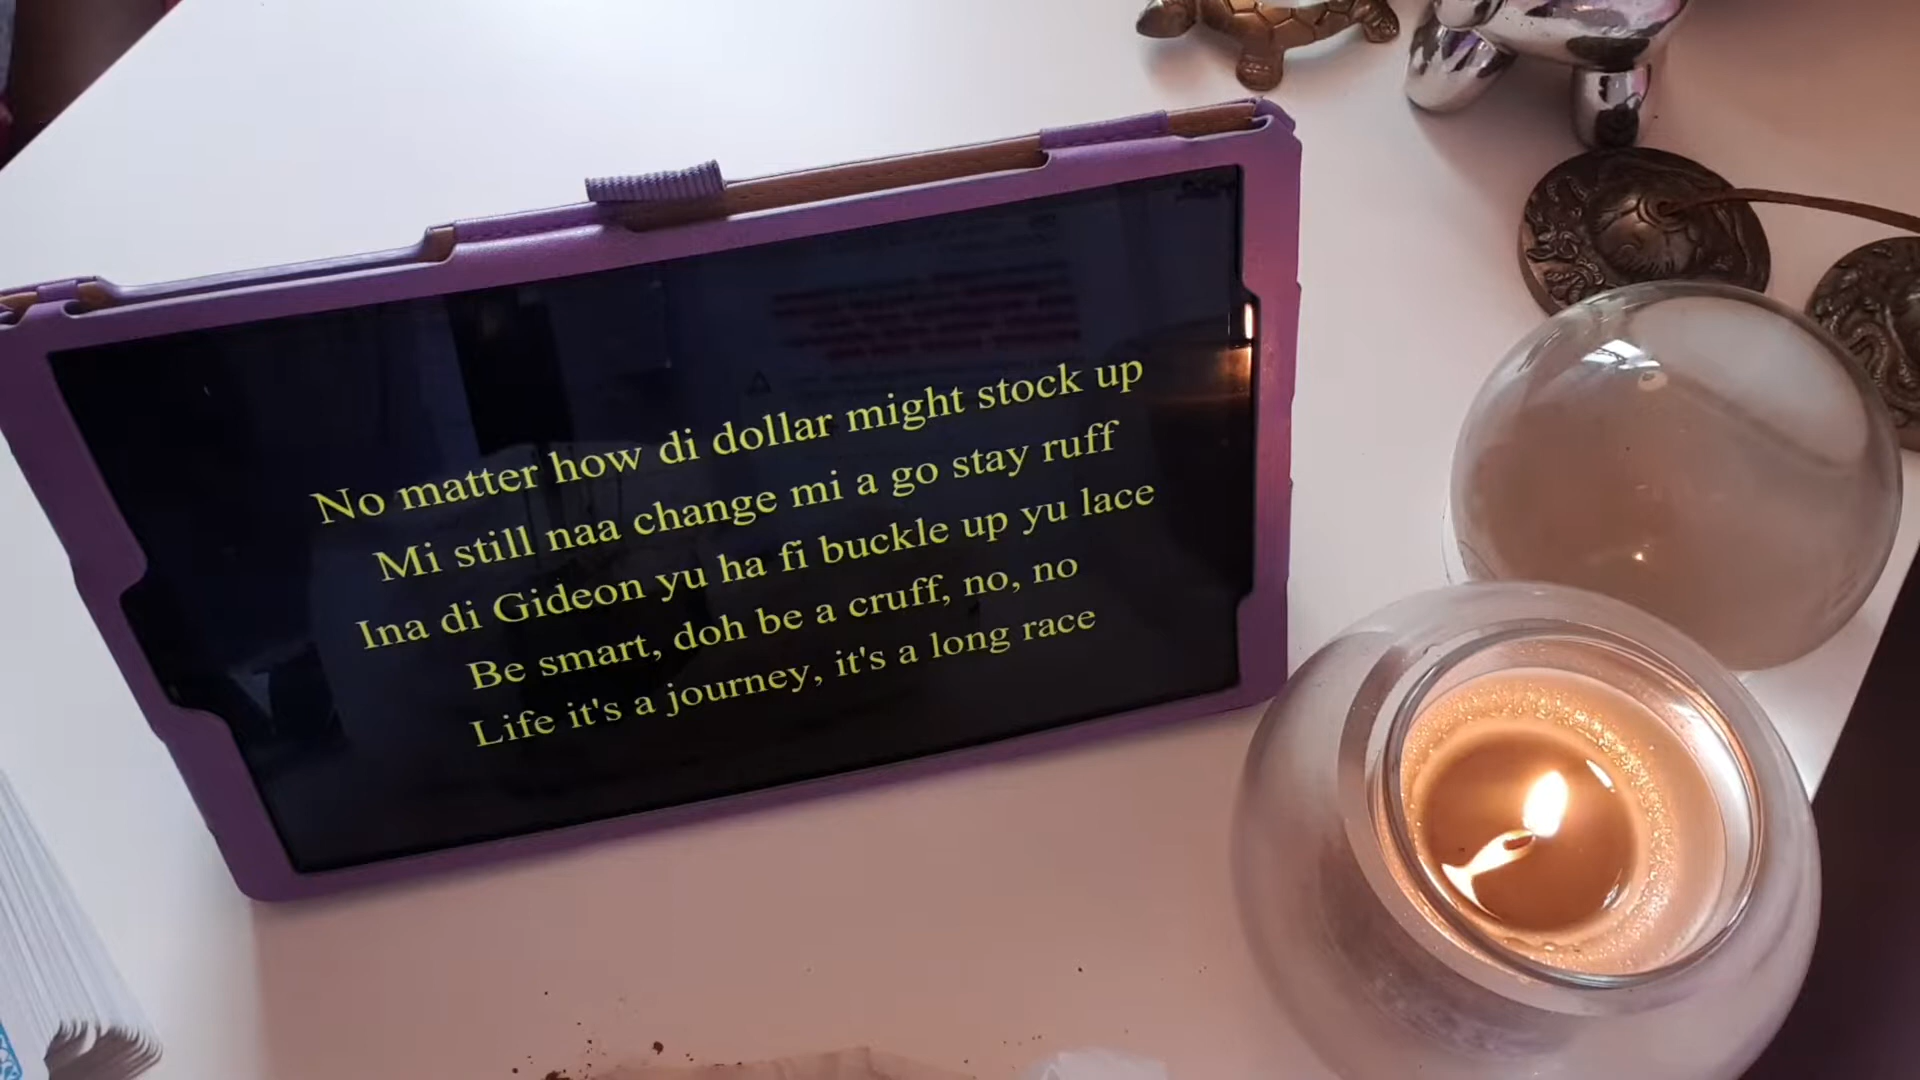 No matter how di dollar might stock up
Mi still naa change mi a go stay ruff
Ina di Gideon yu ha fi buckle up yu lace
Be smart, doh be a cruff, no, no
Life it's a journey, it's a long race